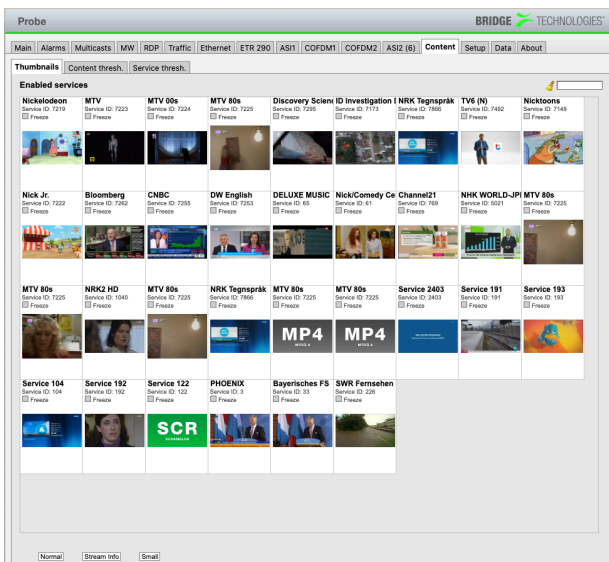 Probe
BRIDGE TECHNOLOGIES
Main Alarms Multicasts MW RDP Traffic Ethernet ETR 290 ASI1 COFDM1 COFDM2 ASI2 (6) Content Setup Data About
Thumbnails Content thresh. Service thresh.
Enabled services
Nickelodeon MTV MTV 00s MTV 80s Discovery Scienc ID Investigation D NRK Tegnspråk TV6 (N) Nicktoons
Service ID: 7219 Service ID: 7223 Service ID: 7224 Service ID: 7225 Service ID: 7295 Service ID: 7173 Service ID: 7866 Service ID: 7492 Service ID: 7149
Freeze Freeze Freeze Freeze Freeze Freeze Freeze Freeze Freeze
Nick Jr. Bloomberg CNBC DW English DELUXE MUSIC Nick/Comedy Ce Channel21 NHK WORLD-JP MTV 80s
Service ID: 7222 Service ID: 7262 Service ID: 7255 Service ID: 7253 Service ID: 65 Service ID: 61 Service ID: 769 Service ID: 5021 Service ID: 7225
Freeze Freeze Freeze Freeze Freeze Freeze Freeze Freeze Freeze
MTV 80s NRK2 HD MTV 80s NRK Tegnspråk MTV 80s MTV 80s Service 2403 Service 191 Service 193
Service ID: 7225 Service ID: 1040 Service ID: 7225 Service ID: 7866 Service ID: 7225 Service ID: 7225 Service ID: 2403 Service ID: 191 Service ID: 193
Freeze Freeze Freeze Freeze Freeze Freeze Freeze Freeze Freeze
MP4 MP4
MPEG-4 MPEG-4
Service 104 Service 192 Service 122 PHOENIX Bayerisches FS SWR Fernsehen
Service ID: 104 Service ID: 192 Service ID: 122 Service ID: 3 Service ID: 33 Service ID: 226
Freeze Freeze Freeze Freeze Freeze Freeze
SCR
SCRAMBLED
Normal Stream Info Small